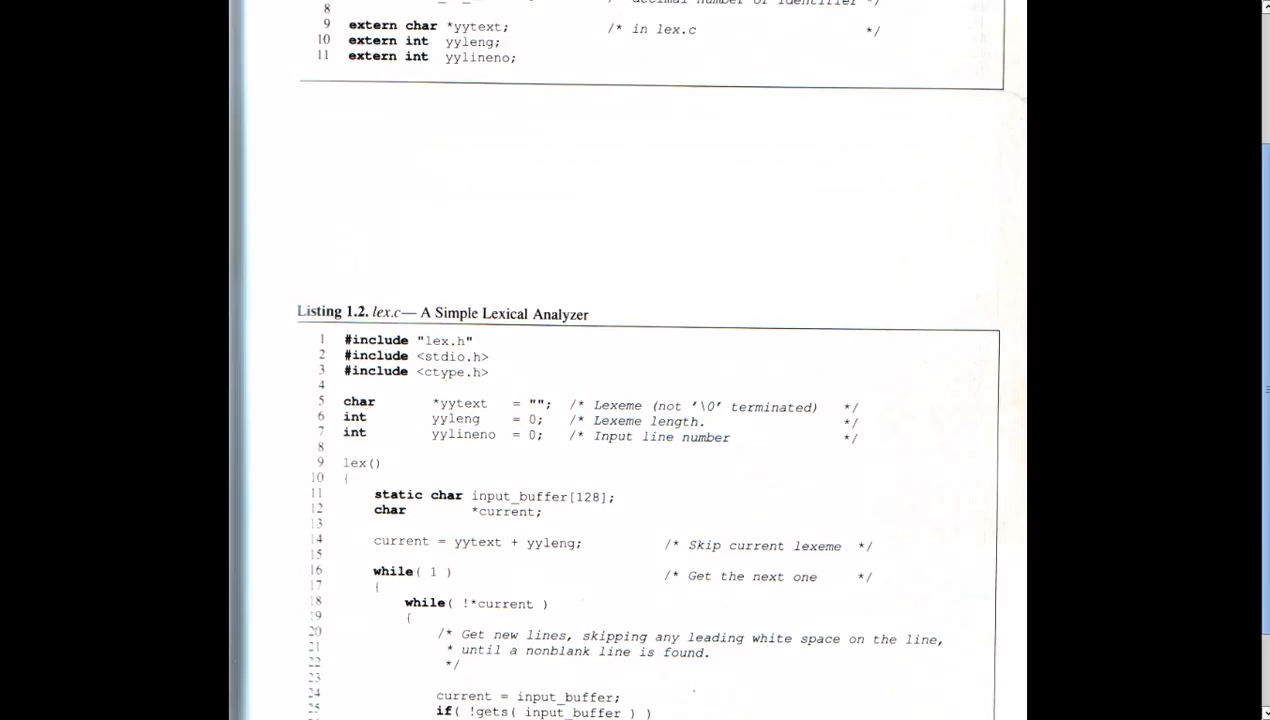 8 decimal number or identifier */
9 extern char *yytext; /* in lex.c */
10 extern int yyleng;
11 extern int yylineno;
Listing 1.2. lex.c— A Simple Lexical Analyzer
1 #include "lex.h"
2 #include <stdio.h>
3 #include <ctype.h>
4
5 char *yytext = ""; /* Lexeme (not '\0' terminated) */
6 int yyleng = 0; /* Lexeme length. */
7 int yylineno = 0; /* Input line number */
8
9 lex()
10 {
11 static char input_buffer[128];
12 char *current;
13
14 current = yytext + yyleng; /* Skip current lexeme */
15
16 while( 1 ) /* Get the next one */
17 {
18 while( !*current )
19 {
20 /* Get new lines, skipping any leading white space on the line,
21 * until a nonblank line is found.
22 */
23
24 current = input_buffer;
25 if( !gets( input_buffer ) )